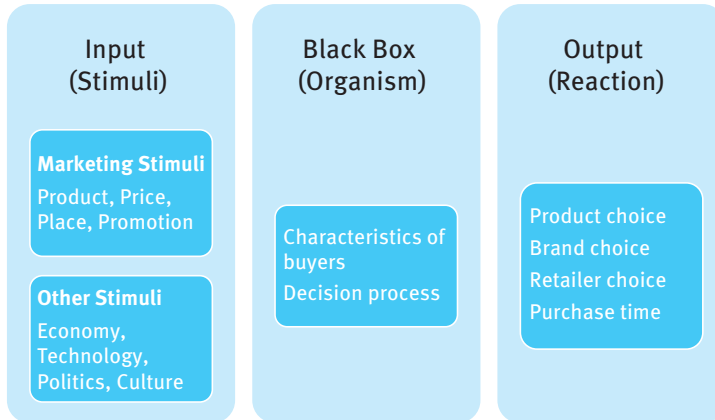 Input
(Stimuli)
Marketing Stimuli
Product, Price,
Place, Promotion
Other Stimuli
Economy,
Technology,
Politics, Culture
Black Box
(Organism)
Characteristics of
buyers
Decision process
Output
(Reaction)
Product choice
Brand choice
Retailer choice
Purchase time